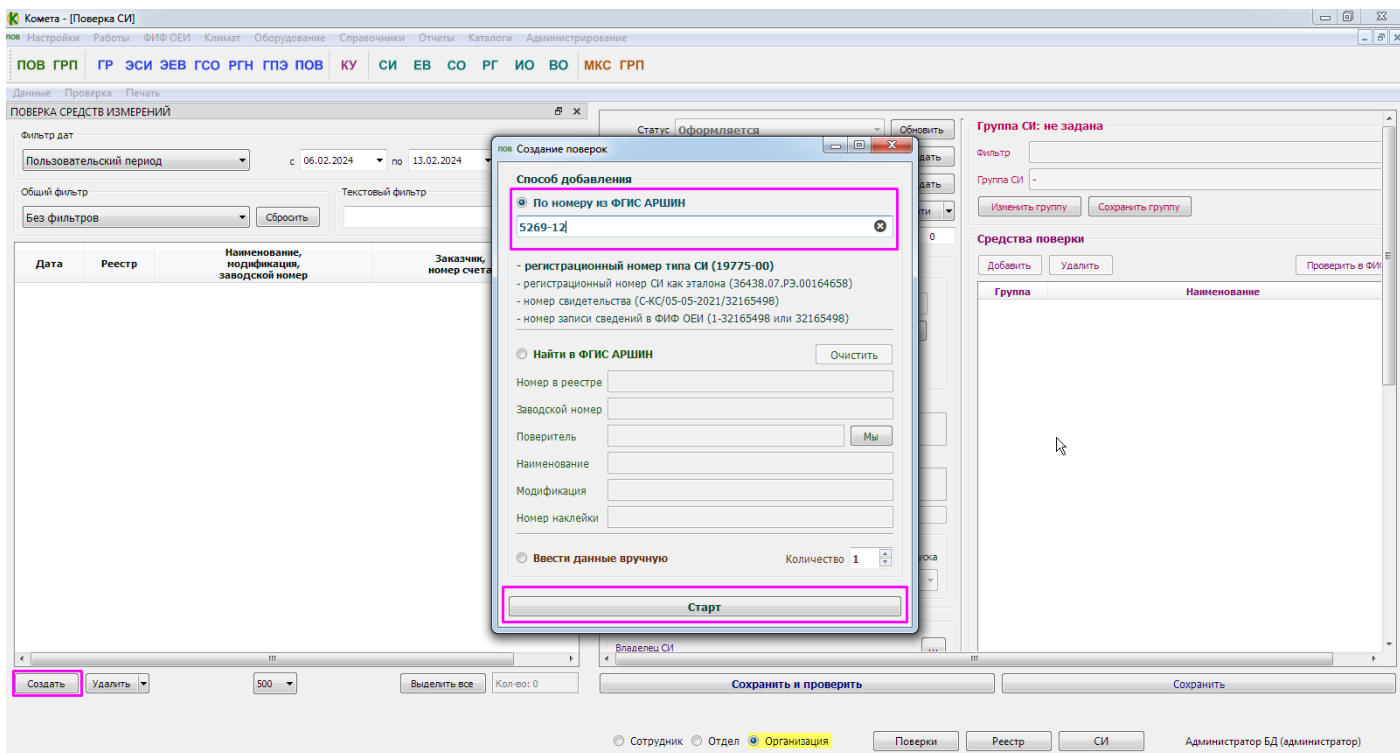 Комета - [Поверка СИ]
пов Настройки Работы ФИФ ОЕИ Климат Оборудование Справочники Отчеты Каталоги Администрирование
ПОВ ГРП ГР ЭСИ ЭЕВ ГСО РГН ГПЭ ПОВ КУ СИ ЕВ СО РГ ИО ВО МКС ГРП
Данные Проверка Печать
ПОВЕРКА СРЕДСТВ ИЗМЕРЕНИЙ
Фильтр дат
Пользовательский период с 06.02.2024 по 13.02.2024
Общий фильтр Текстовый фильтр
Без фильтров Сбросить
Дата Реестр Наименование, модификация, заводской номер Заказчик, номер счета
Создать Удалить 500 Выделить все Кол-во: 0
Статус Оформляется Обновить
пов Создание поверок
Способ добавления
По номеру из ФГИС АРШИН
5269-12
- регистрационный номер типа СИ (19775-00)
- регистрационный номер СИ как эталона (36438.07.РЭ.00164658)
- номер свидетельства (С-КС/05-05-2021/32165498)
- номер записи сведений в ФИФ ОЕИ (1-32165498 или 32165498)
Найти в ФГИС АРШИН Очистить
Номер в реестре
Заводской номер
Поверитель Мы
Наименование
Модификация
Номер наклейки
Ввести данные вручную Количество 1
Старт
дать
дать
ти
0
уска
Владелец СИ ...
Группа СИ: не задана
Фильтр
Группа СИ -
Изменить группу Сохранить группу
Средства поверки
Добавить Удалить Проверить в ФИ
Группа Наименование
Сохранить и проверить Сохранить
Сотрудник Отдел Организация Поверки Реестр СИ Администратор БД (администратор)